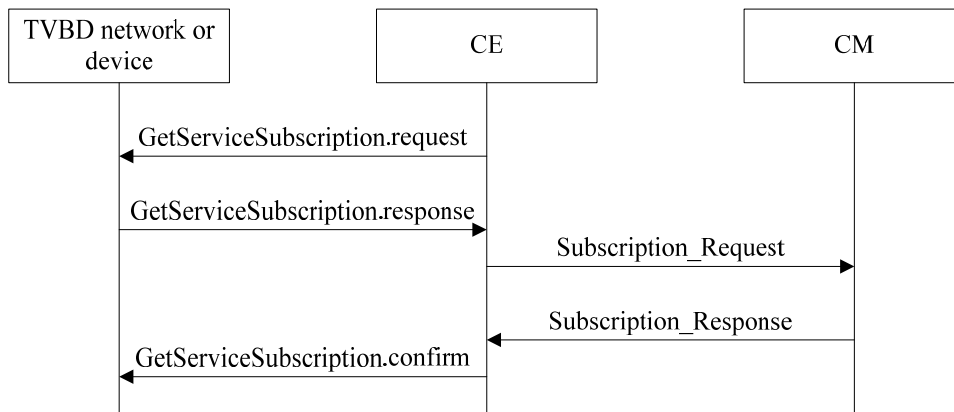 TVBD network or
device
CE
CM
GetServiceSubscription.request
GetServiceSubscription.response
Subscription_Request
Subscription_Response
GetServiceSubscription.confirm